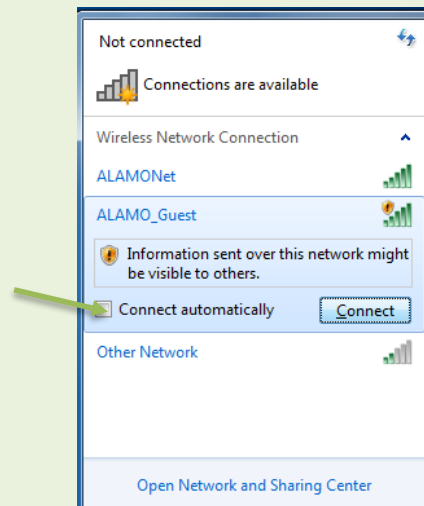 Not connected
Connections are available
Wireless Network Connection
ALAMONet
ALAMO_Guest
Information sent over this network might
be visible to others.
Connect automatically
Connect
Other Network
Open Network and Sharing Center